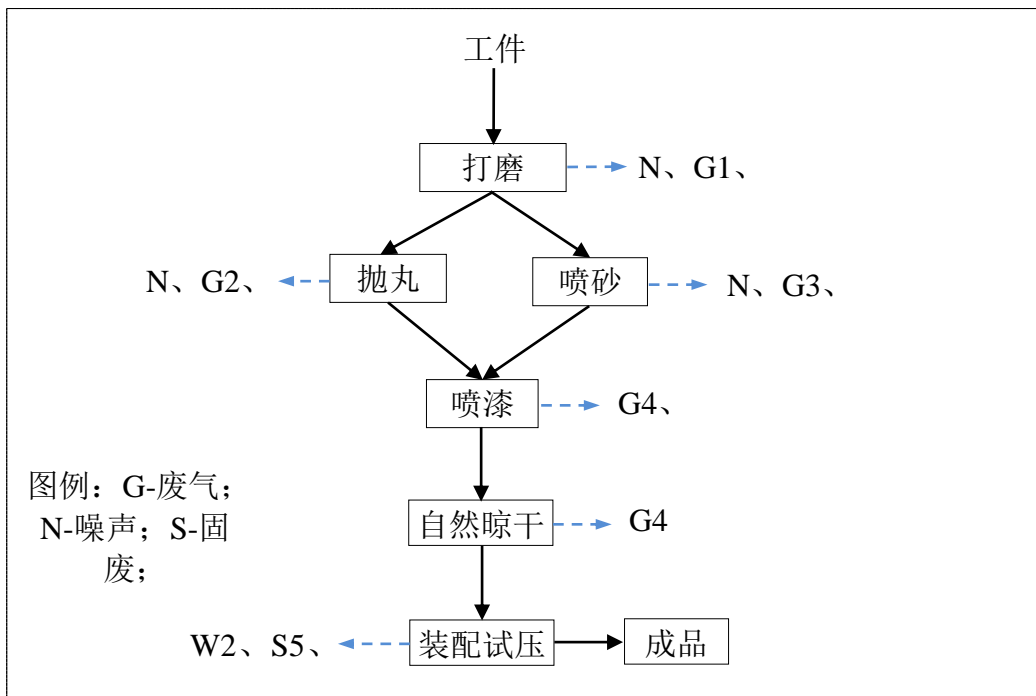 工件
打磨
N、G1、
N、G2、
抛丸
喷砂
N、G3、
喷漆
G4、
图例：G-废气；
N-噪声；S-固
废；
自然晾干
G4
W2、S5、
装配试压
成品